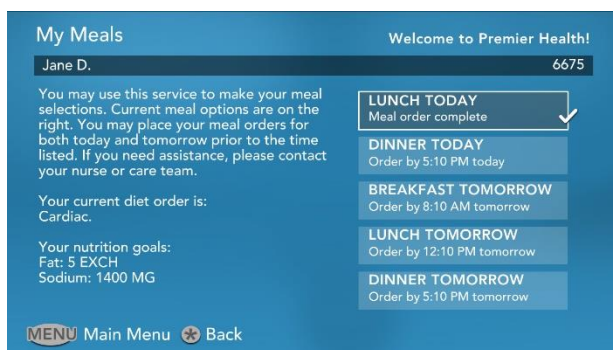 My Meals
Welcome to Premier Health!
Jane D.
6675
You may use this service to make your meal
selections. Current meal options are on the
right. You may place your meal orders for
both today and tomorrow prior to the time
listed. If you need assistance, please contact
your nurse or care team.
Your current diet order is:
Cardiac.
Your nutrition goals:
Fat: 5 EXCH
Sodium: 1400 MG
LUNCH TODAY
Meal order complete
DINNER TODAY
Order by 5:10 PM today
BREAKFAST TOMORROW
Order by 8:10 AM tomorrow
LUNCH TOMORROW
Order by 12:10 PM tomorrow
DINNER TOMORROW
Order by 5:10 PM tomorrow
MENU Main Menu * Back